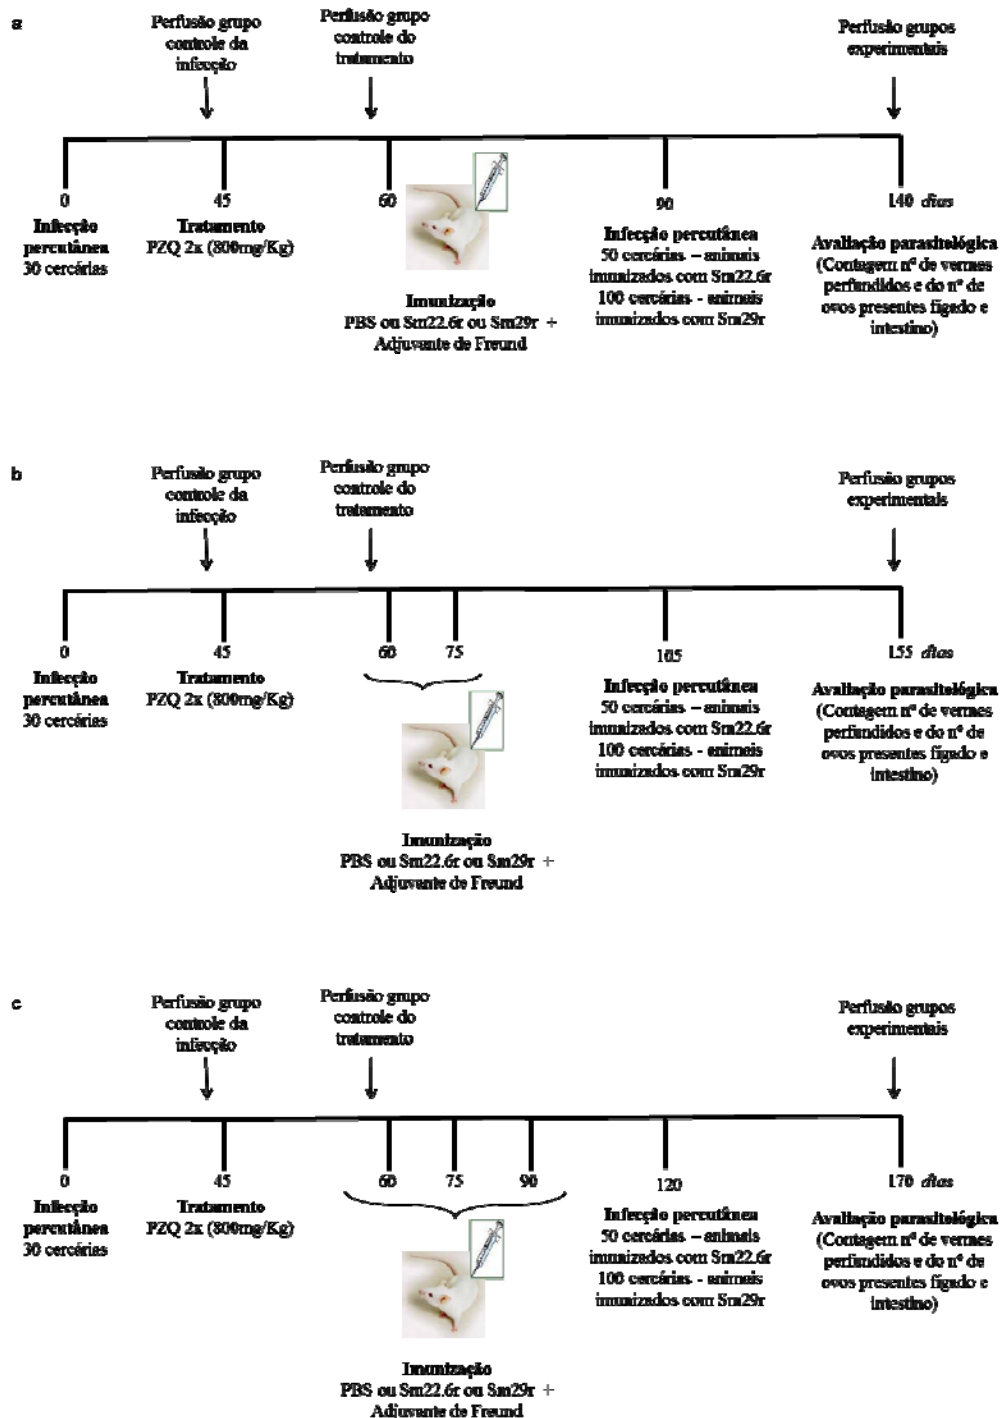 a
Perfusão grupo
controle da
infecção
Perfusão grupo
controle do
tratamento
Perfusão grupos
experimentais
0
45
60
90
140 dias
Infecção
percutânea
30 cercárias
Tratamento
PZQ 2x (800mg/Kg)
Imunização
PBS ou Sm22.6r ou Sm29r +
Adjuvante de Freund
Infecção percutânea
50 cercárias – animais
imunizados com Sm22.6r
100 cercárias - animais
imunizados com Sm29r
Avaliação parasitológica
(Contagem nº de vermes
perfundidos e do nº de
ovos presentes fígado e
intestino)
b
Perfusão grupo
controle da
infecção
Perfusão grupo
controle do
tratamento
Perfusão grupos
experimentais
0
45
60
75
105
155 dias
Infecção
percutânea
30 cercárias
Tratamento
PZQ 2x (800mg/Kg)
Imunização
PBS ou Sm22.6r ou Sm29r +
Adjuvante de Freund
Infecção percutânea
50 cercárias – animais
imunizados com Sm22.6r
100 cercárias - animais
imunizados com Sm29r
Avaliação parasitológica
(Contagem nº de vermes
perfundidos e do nº de
ovos presentes fígado e
intestino)
c
Perfusão grupo
controle da
infecção
Perfusão grupo
controle do
tratamento
Perfusão grupos
experimentais
0
45
60
75
90
120
170 dias
Infecção
percutânea
30 cercárias
Tratamento
PZQ 2x (800mg/Kg)
Imunização
PBS ou Sm22.6r ou Sm29r +
Adjuvante de Freund
Infecção percutânea
50 cercárias – animais
imunizados com Sm22.6r
100 cercárias - animais
imunizados com Sm29r
Avaliação parasitológica
(Contagem nº de vermes
perfundidos e do nº de
ovos presentes fígado e
intestino)